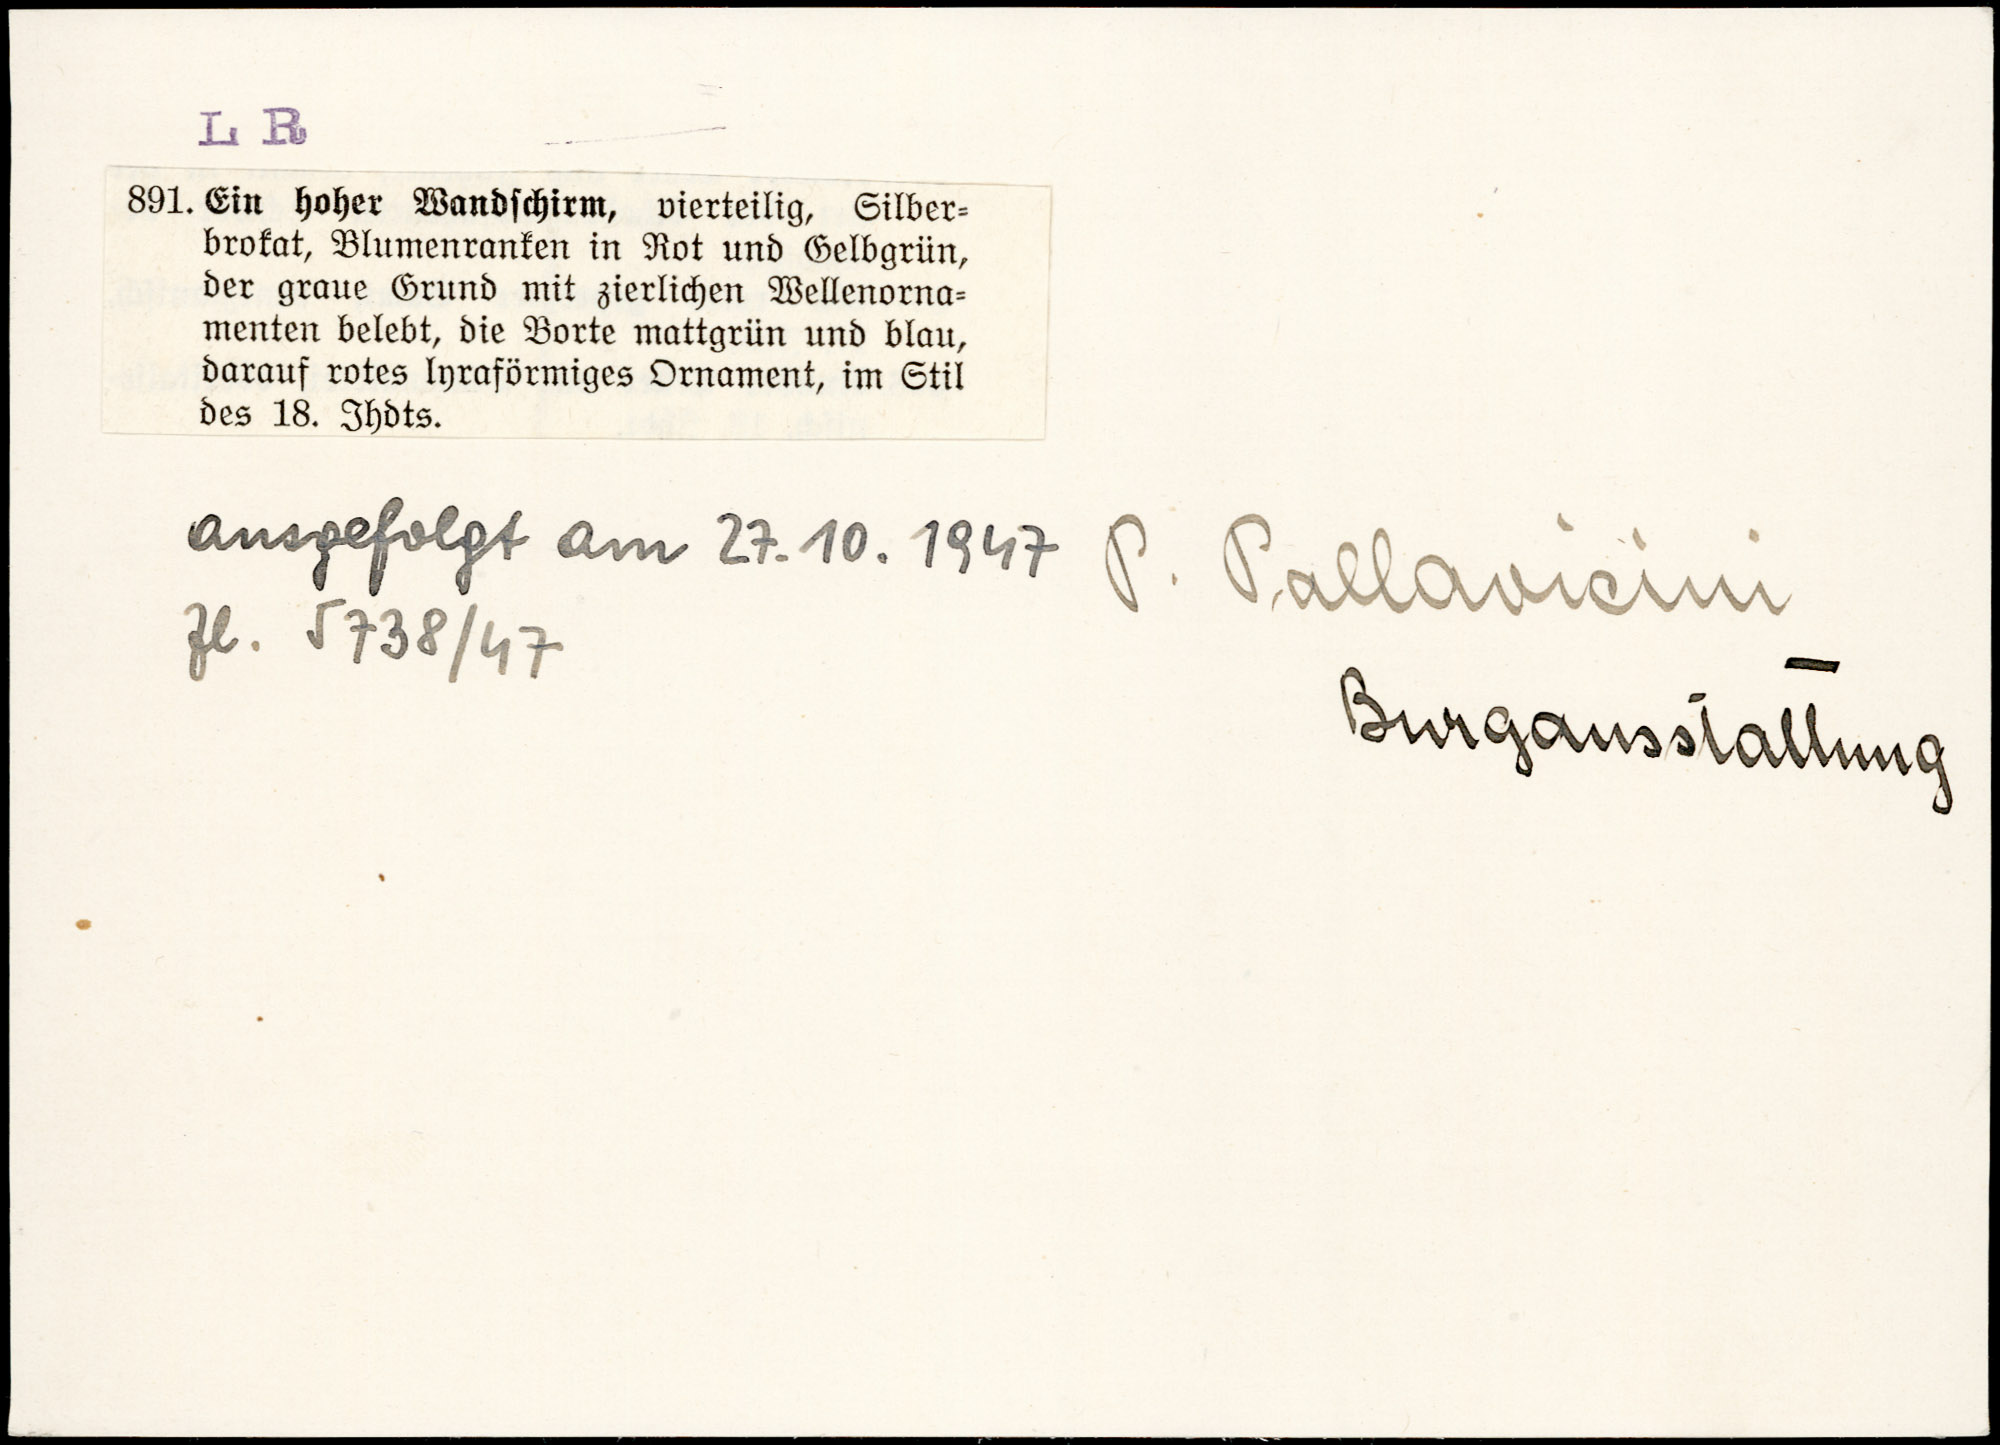 L R
891. Ein hoher Wandschirm, vierteilig, Silber-
brokat, Blumenranken in Rot und Gelbgrün,
der graue Grund mit zierlichen Wellenorna-
menten belebt, die Borte mattgrün und blau,
darauf rotes lyraförmiges Ornament, im Stil
des 18. Jhdts.
ausgefolgt am 27. 10. 1947 P. Pallavicini
Zl. 5738/47
Burgausstattung